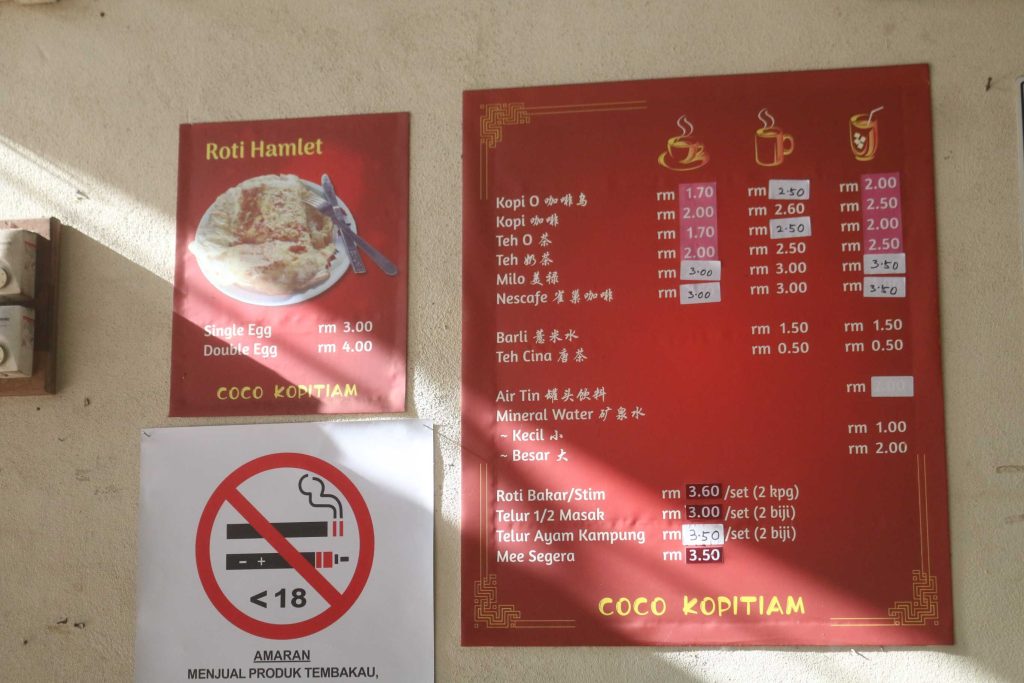 Roti Hamlet
Single Egg rm 3.00
Double Egg rm 4.00
COCO KOPITIAM
<18
AMARAN
MENJUAL PRODUK TEMBAKAU,
Kopi O 咖啡乌 rm 1.70 rm 2.50 rm 2.00
Kopi 咖啡 rm 2.00 rm 2.60 rm 2.50
Teh O 茶 rm 1.70 rm 2.50 rm 2.00
Teh 奶茶 rm 2.00 rm 2.50 rm 2.50
Milo 美禄 rm 3.00 rm 3.00 rm 3.50
Nescafe 雀巢咖啡 rm 3.00 rm 3.00 rm 3.50
Barli 薏米水 rm 1.50 rm 1.50
Teh Cina 唐茶 rm 0.50 rm 0.50
Air Tin 罐头饮料 rm 2.00
Mineral Water 矿泉水
~ Kecil 小 rm 1.00
~ Besar 大 rm 2.00
Roti Bakar/Stim rm 3.60 /set (2 kpg)
Telur 1/2 Masak rm 3.00 /set (2 biji)
Telur Ayam Kampung rm 3.50 /set (2 biji)
Mee Segera rm 3.50
COCO KOPITIAM